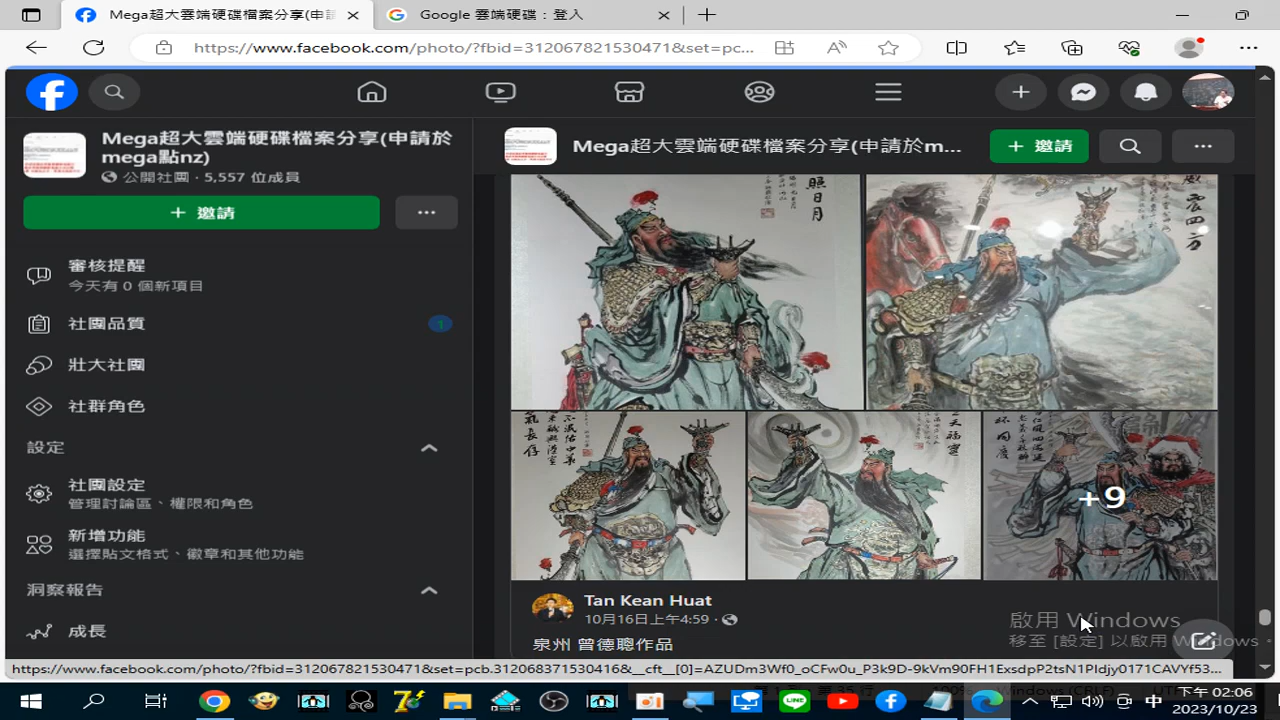 Mega超大雲端硬碟檔案分享(申請
Google 雲端硬碟：登入
https://www.facebook.com/photo/?fbid=312067821530471&set=pc...
Mega超大雲端硬碟檔案分享(申請於
mega點nz)
公開社團 · 5,557 位成員
+ 邀請
Mega超大雲端硬碟檔案分享(申請於m...
+ 邀請
審核提醒
今天有 0 個新項目
社團品質
1
壯大社團
社群角色
設定
社團設定
管理討論區、權限和角色
新增功能
選擇貼文格式、徽章和其他功能
洞察報告
成長
照日月
震四方
+9
Tan Kean Huat
10月16日上午4:59
泉州 曾德聰作品
啟用 Windows
移至 [設定] 以啟用 Windows。
https://www.facebook.com/photo/?fbid=312067821530471&set=pcb.312068371530416&__cft__[0]=AZUDm3Wf0_oCFw0u_P3k9D-9kVm90FH1ExsdpP2tsN1PIdjy0171CAVYf53...
中
下午 02:06
2023/10/23